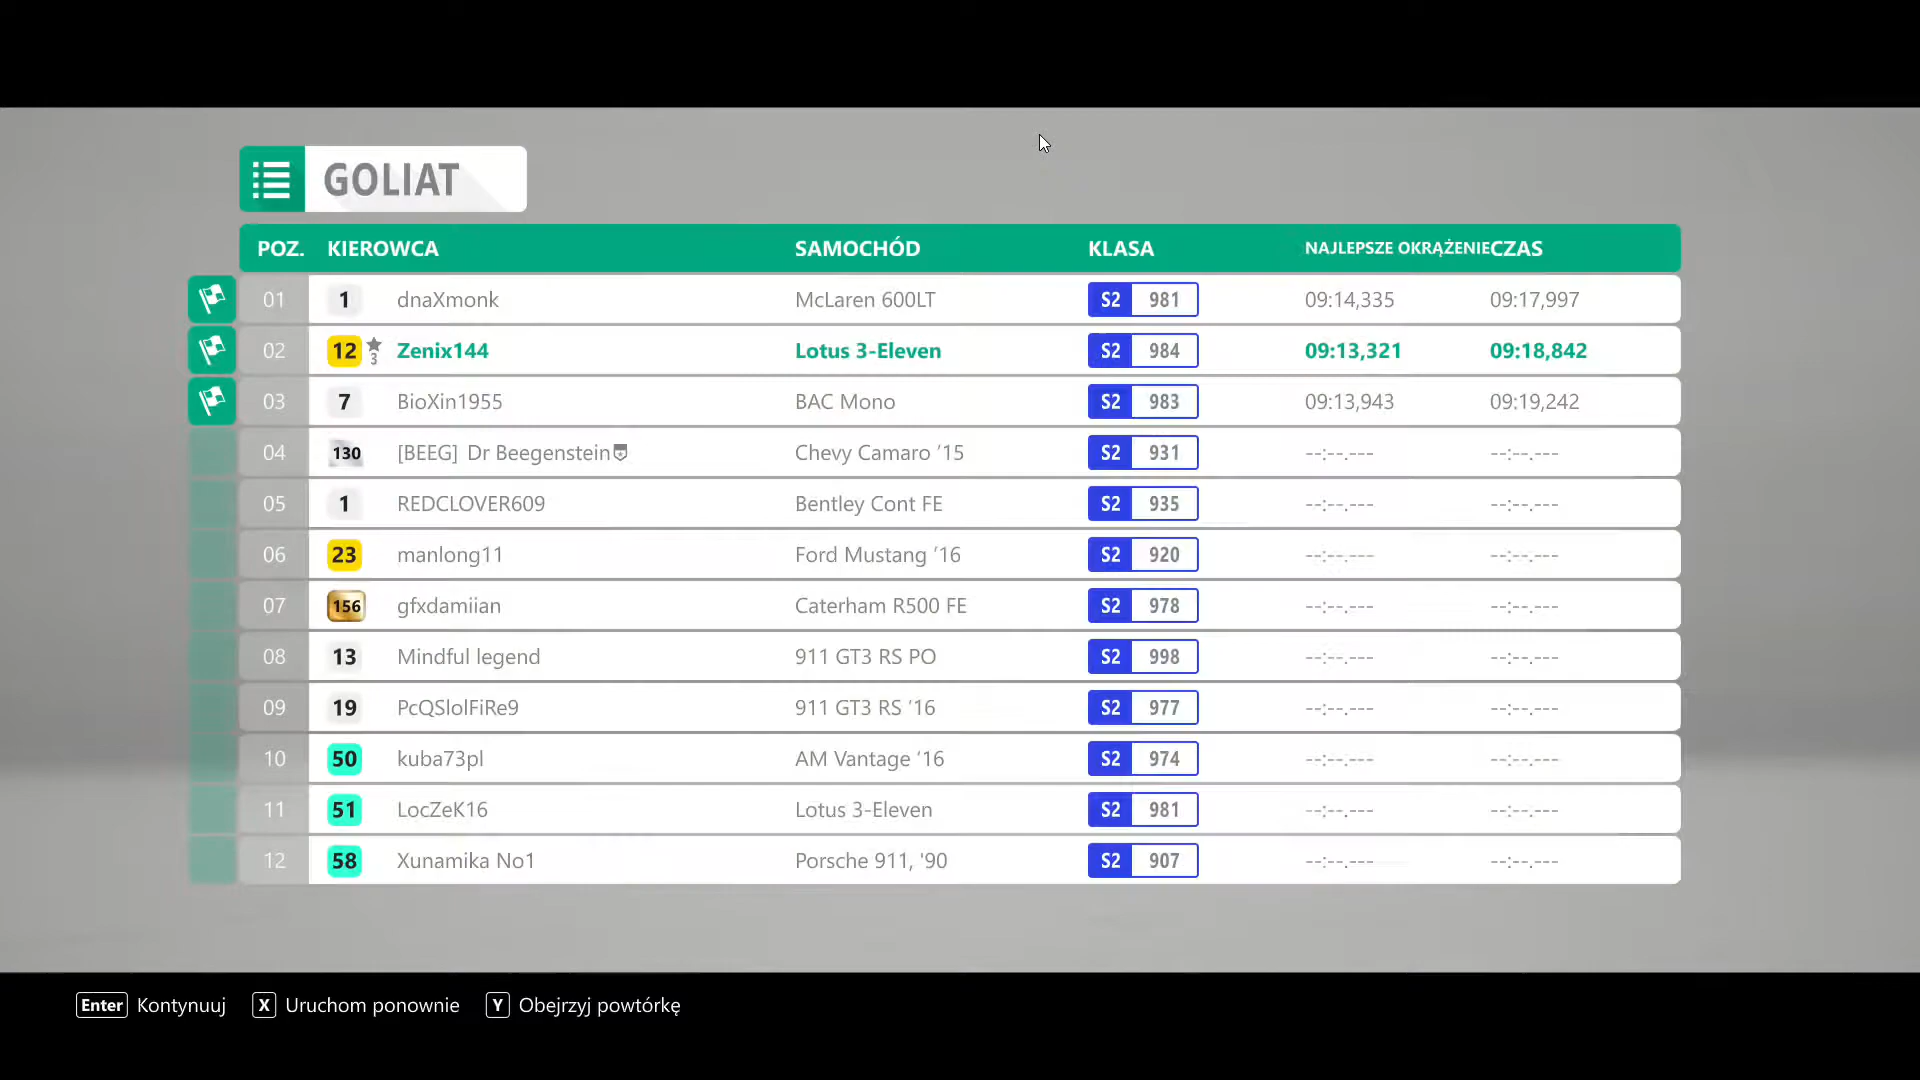 GOLIAT
POZ. KIEROWCA SAMOCHÓD KLASA NAJLEPSZE OKRĄŻENIE CZAS
01 1 dnaXmonk McLaren 600LT S2 981 09:14,335 09:17,997
02 12 3 Zenix144 Lotus 3-Eleven S2 984 09:13,321 09:18,842
03 7 BioXin1955 BAC Mono S2 983 09:13,943 09:19,242
04 130 [BEEG] Dr Beegenstein Chevy Camaro '15 S2 931 --:--.--- --:--.---
05 1 REDCLOVER609 Bentley Cont FE S2 935 --:--.--- --:--.---
06 23 manlong11 Ford Mustang '16 S2 920 --:--.--- --:--.---
07 156 gfxdamiian Caterham R500 FE S2 978 --:--.--- --:--.---
08 13 Mindful legend 911 GT3 RS PO S2 998 --:--.--- --:--.---
09 19 PcQSlolFiRe9 911 GT3 RS '16 S2 977 --:--.--- --:--.---
10 50 kuba73pl AM Vantage '16 S2 974 --:--.--- --:--.---
11 51 LocZeK16 Lotus 3-Eleven S2 981 --:--.--- --:--.---
12 58 Xunamika No1 Porsche 911, '90 S2 907 --:--.--- --:--.---
Enter Kontynuuj X Uruchom ponownie Y Obejrzyj powtórkę